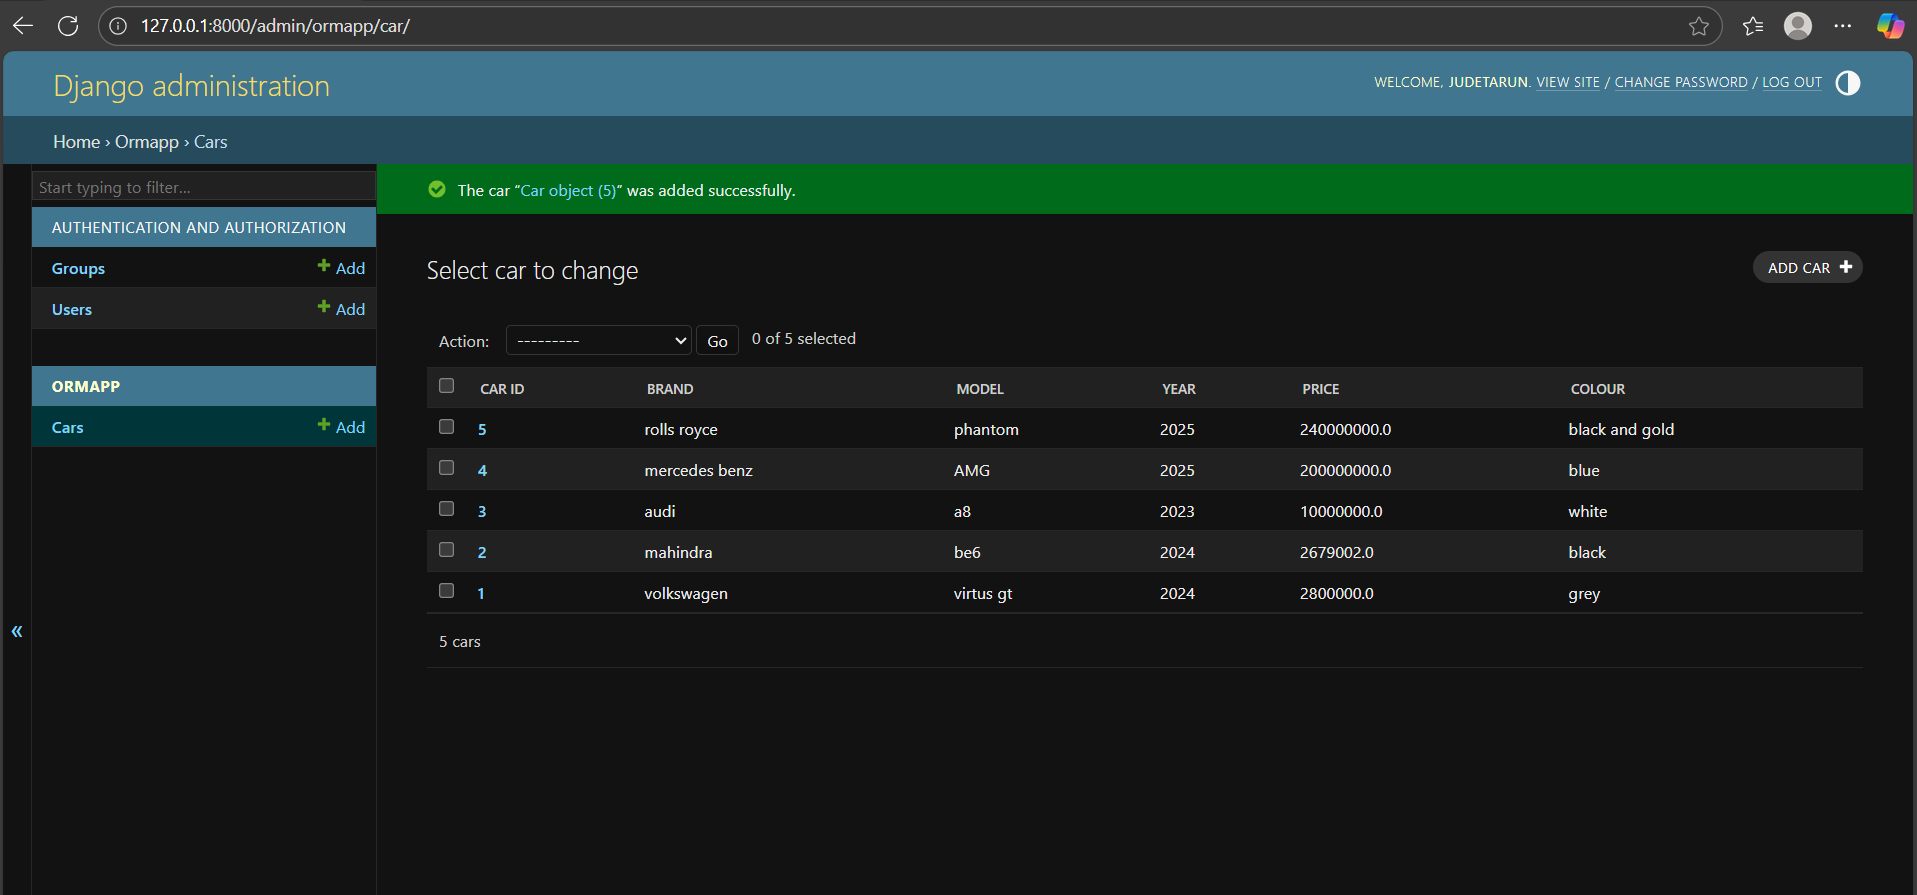 127.0.0.1:8000/admin/ormapp/car/
Django administration
WELCOME, JUDETARUN. VIEW SITE / CHANGE PASSWORD / LOG OUT
Home › Ormapp › Cars
Start typing to filter...
AUTHENTICATION AND AUTHORIZATION
Groups + Add
Users + Add
ORMAPP
Cars + Add
The car “Car object (5)“ was added successfully.
Select car to change
ADD CAR +
Action: --------- Go 0 of 5 selected
CAR ID BRAND MODEL YEAR PRICE COLOUR
5 rolls royce phantom 2025 240000000.0 black and gold
4 mercedes benz AMG 2025 200000000.0 blue
3 audi a8 2023 10000000.0 white
2 mahindra be6 2024 2679002.0 black
1 volkswagen virtus gt 2024 2800000.0 grey
5 cars
«